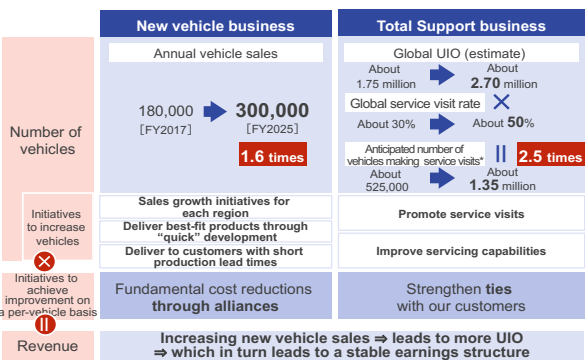 New vehicle business
Total Support business
Number of
vehicles
Annual vehicle sales
180,000
[FY2017]
300,000
[FY2025]
1.6 times
Global UIO (estimate)
About
1.75 million
About
2.70 million
Global service visit rate
About 30%
About 50%
Anticipated number of
vehicles making service visits*
2.5 times
About
525,000
About
1.35 million
Initiatives
to increase
vehicles
Sales growth initiatives for
each region
Deliver best-fit products through
“quick” development
Deliver to customers with short
production lead times
Promote service visits
Improve servicing capabilities
Initiatives to
achieve
improvement on
a per-vehicle basis
Fundamental cost reductions
through alliances
Strengthen ties
with our customers
Revenue
Increasing new vehicle sales ⇒ leads to more UIO
⇒ which in turn leads to a stable earnings structure